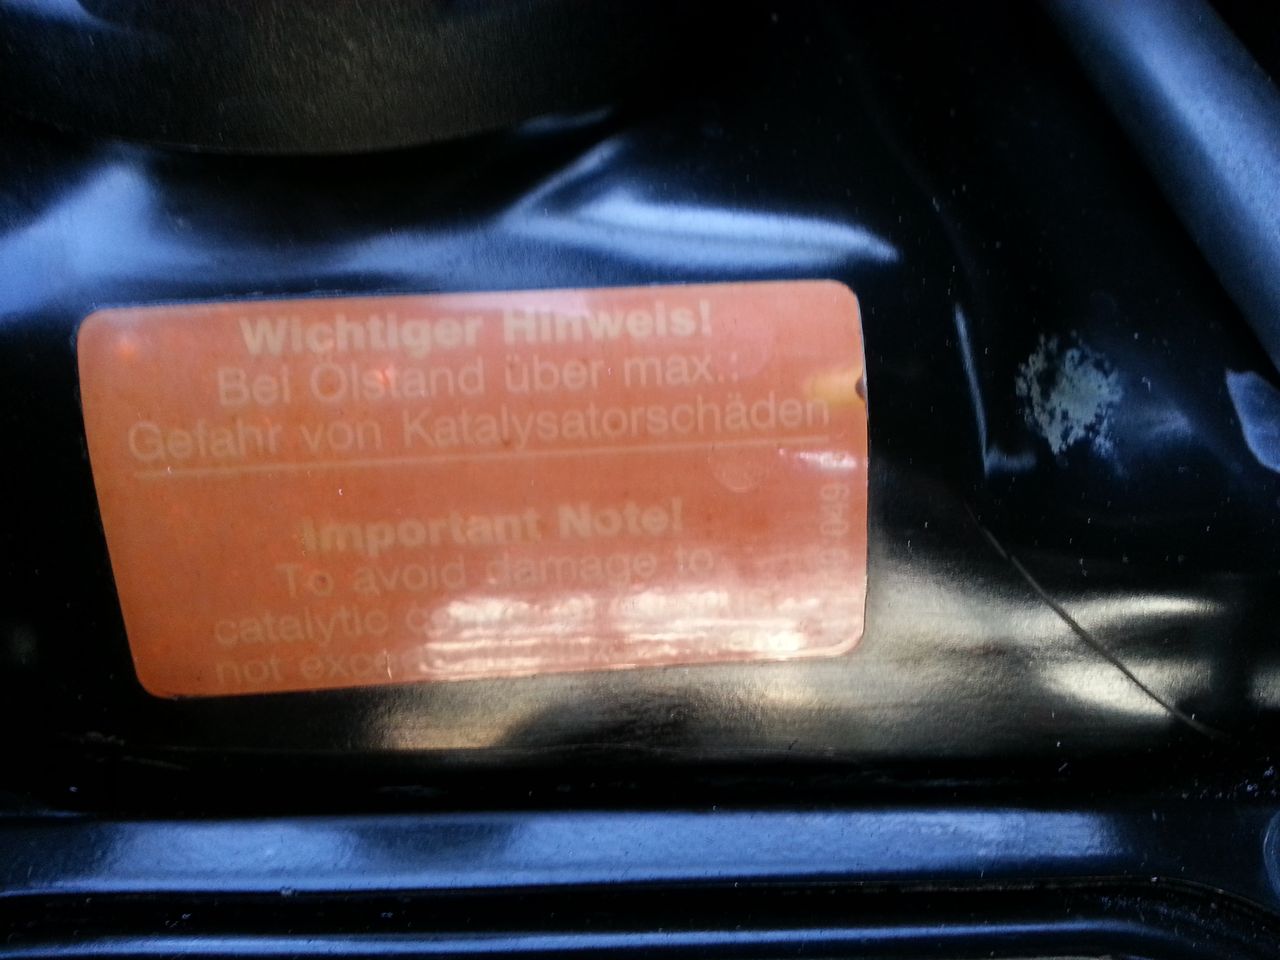 Wichtiger Hinweis!
Bei Ölstand über max.:
Gefahr von Katalysatorschäden
Important Note!
To avoid damage to
catalytic
not